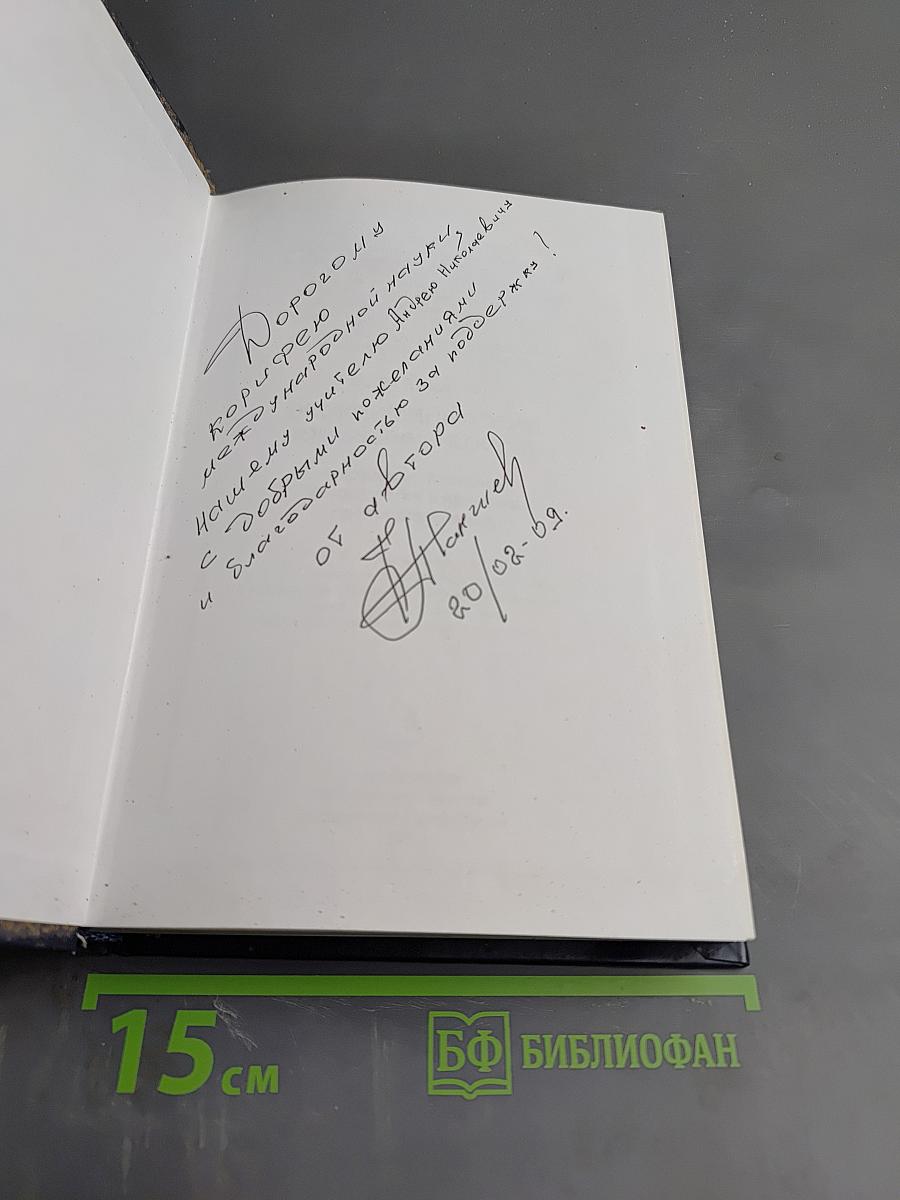 Дорогому
корифею
международной науки,
нашему учителю Андрею Николаевичу
с добрыми пожеланиями
и благодарностью за поддержку!
от автора
20/02-09.
15 см
БФ БИБЛИОФАН